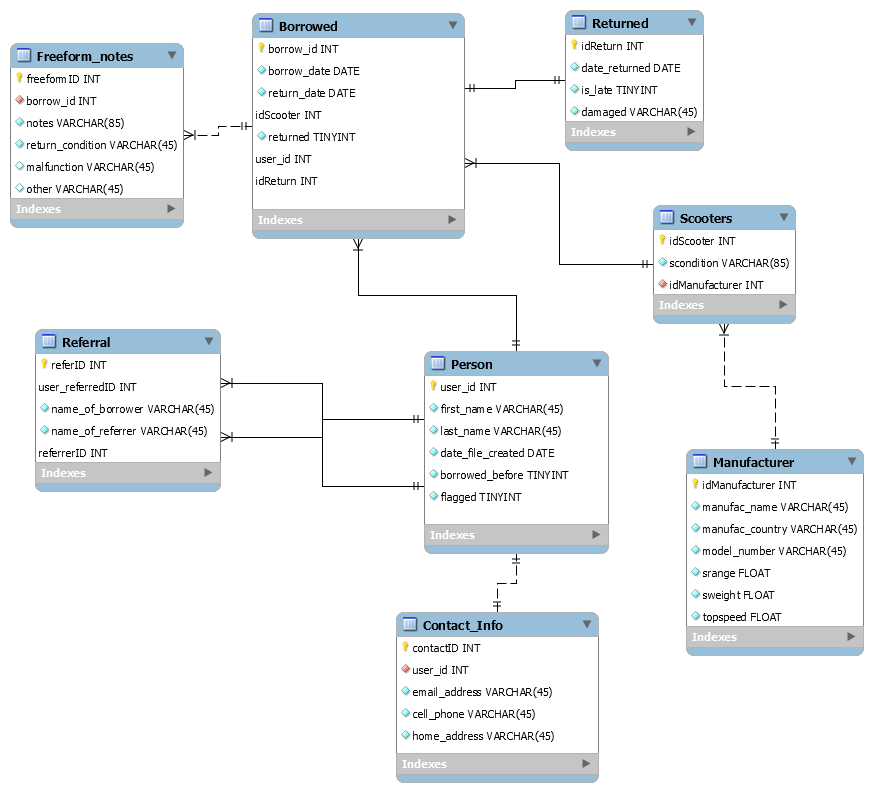 Freeform_notes
freeformID INT
borrow_id INT
notes VARCHAR(85)
return_condition VARCHAR(45)
malfunction VARCHAR(45)
other VARCHAR(45)
Indexes
Borrowed
borrow_id INT
borrow_date DATE
return_date DATE
idScooter INT
returned TINYINT
user_id INT
idReturn INT
Indexes
Returned
idReturn INT
date_returned DATE
is_late TINYINT
damaged VARCHAR(45)
Indexes
Scooters
idScooter INT
scondition VARCHAR(85)
idManufacturer INT
Indexes
Referral
referID INT
user_referredID INT
name_of_borrower VARCHAR(45)
name_of_referrer VARCHAR(45)
referrerID INT
Indexes
Person
user_id INT
first_name VARCHAR(45)
last_name VARCHAR(45)
date_file_created DATE
borrowed_before TINYINT
flagged TINYINT
Indexes
Manufacturer
idManufacturer INT
manufac_name VARCHAR(45)
manufac_country VARCHAR(45)
model_number VARCHAR(45)
srange FLOAT
sweight FLOAT
topspeed FLOAT
Indexes
Contact_Info
contactID INT
user_id INT
email_address VARCHAR(45)
cell_phone VARCHAR(45)
home_address VARCHAR(45)
Indexes